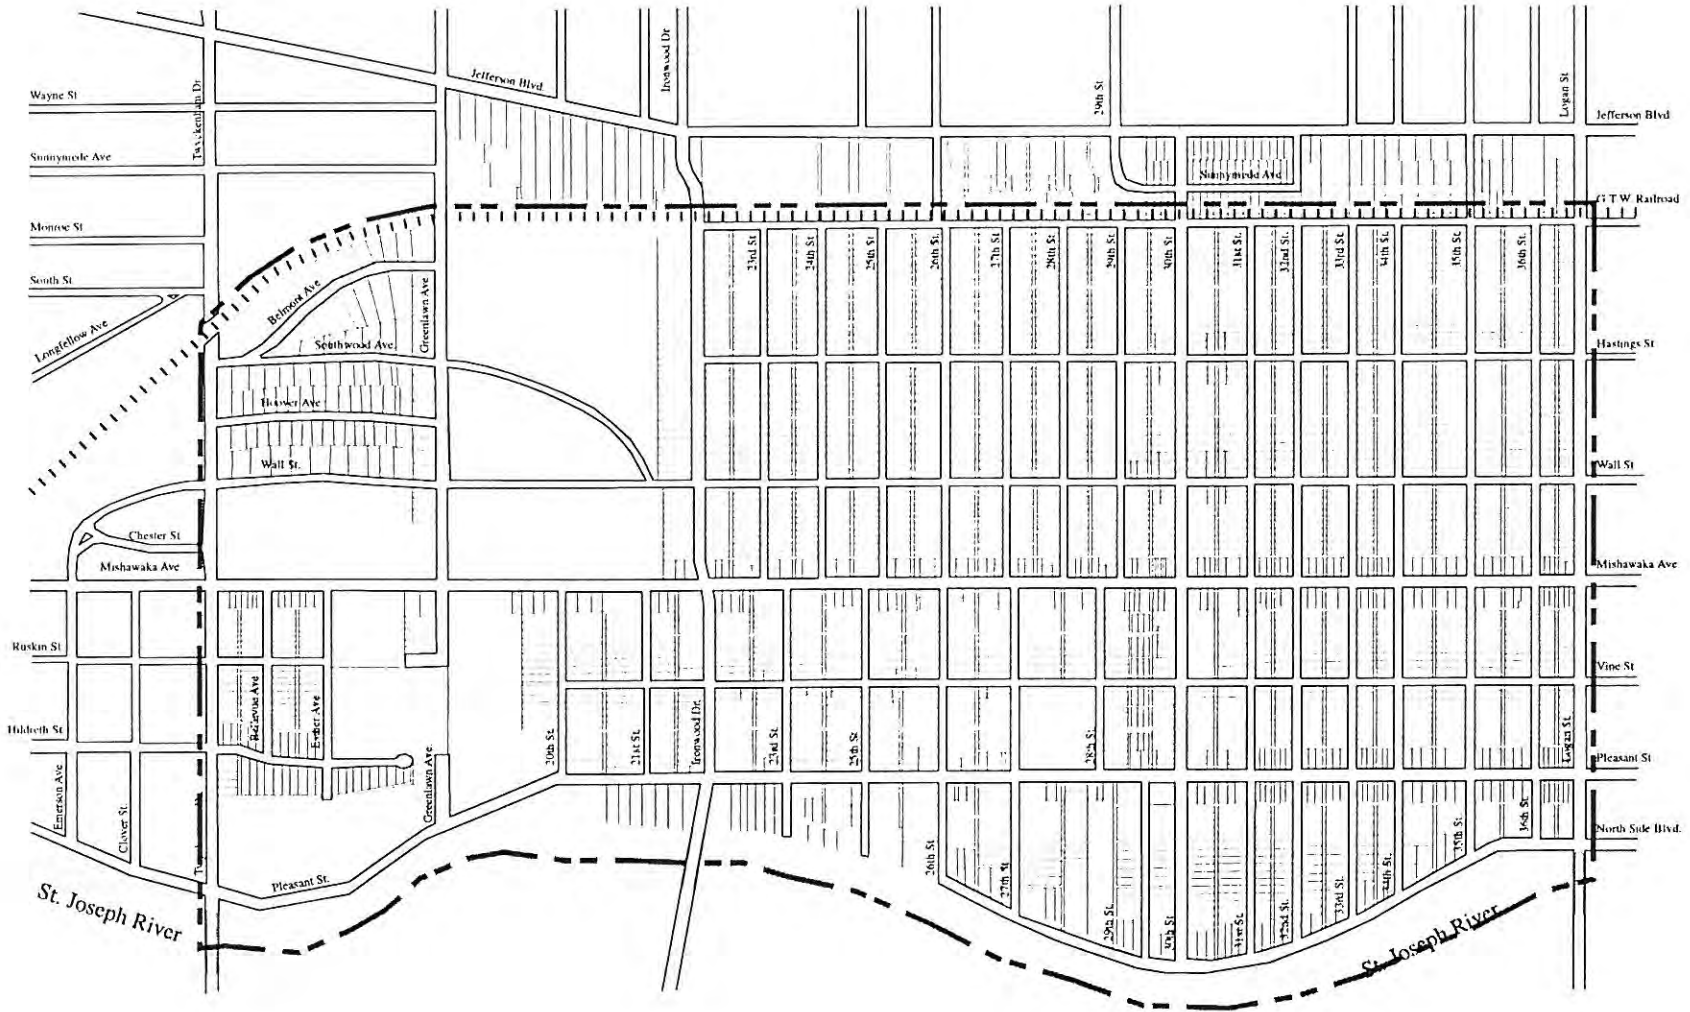 Wayne St
Sunnymede Ave
Monroe St
South St.
Longfellow Ave
Twyckenham Dr
Jefferson Blvd.
Ironwood Dr
29th St
Logan St
Jefferson Blvd
Sunnymede Ave
G.T.W. Railroad
Belmont Ave
Southwood Ave.
Greenlawn Ave
Hoover Ave
Wall St.
23rd St
24th St
25th St
26th St.
27th St
28th St.
29th St
30th St
31st St.
32nd St.
33rd St
34th St
35th St
36th St.
Hastings St
Wall St
Chester St
Mishawaka Ave
Mishawaka Ave
Ruskin St
Hildreth St
Emerson Ave
Clover St.
Bellevue Ave
Esther Ave
Greenlawn Ave.
20th St.
21st St.
Ironwood Dr.
23rd St
25th St
28th St
Logan St.
Vine St
Pleasant St
North Side Blvd.
Pleasant St.
26th St
27th St
29th St.
30th St
31st St
32nd St.
33rd St
34th St
35th St
36th St.
St. Joseph River
St. Joseph River